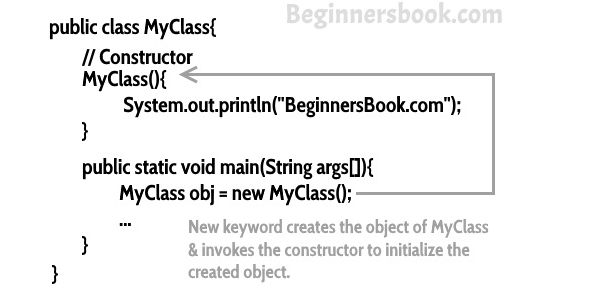 Beginnersbook.com
public class MyClass{
// Constructor
MyClass(){
System.out.println("BeginnersBook.com");
}
public static void main(String args[]){
MyClass obj = new MyClass();
...
New keyword creates the object of MyClass
& invokes the constructor to initialize the
created object.
}
}